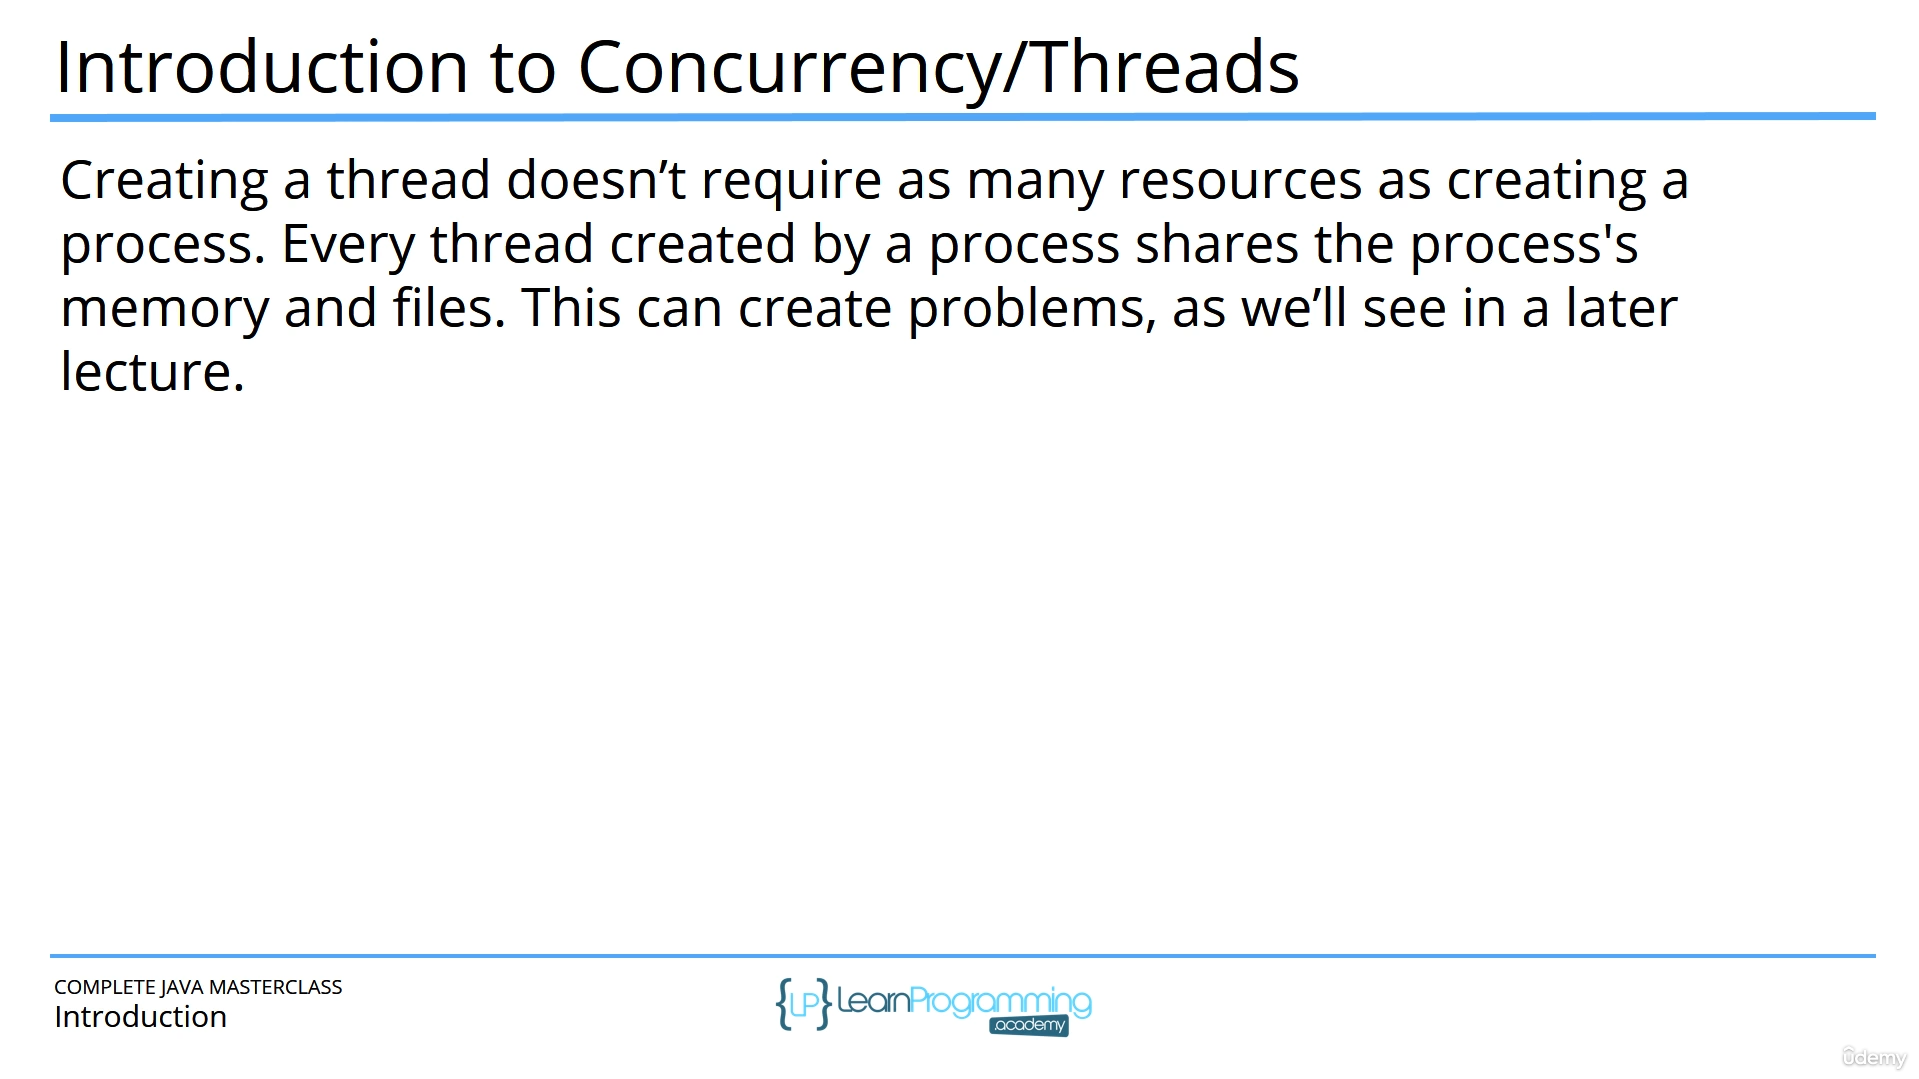 Introduction to Concurrency/Threads
Creating a thread doesn’t require as many resources as creating a
process. Every thread created by a process shares the process's
memory and files. This can create problems, as we’ll see in a later
lecture.
COMPLETE JAVA MASTERCLASS
Introduction
{LP} LearnProgramming
.academy
ûdemy